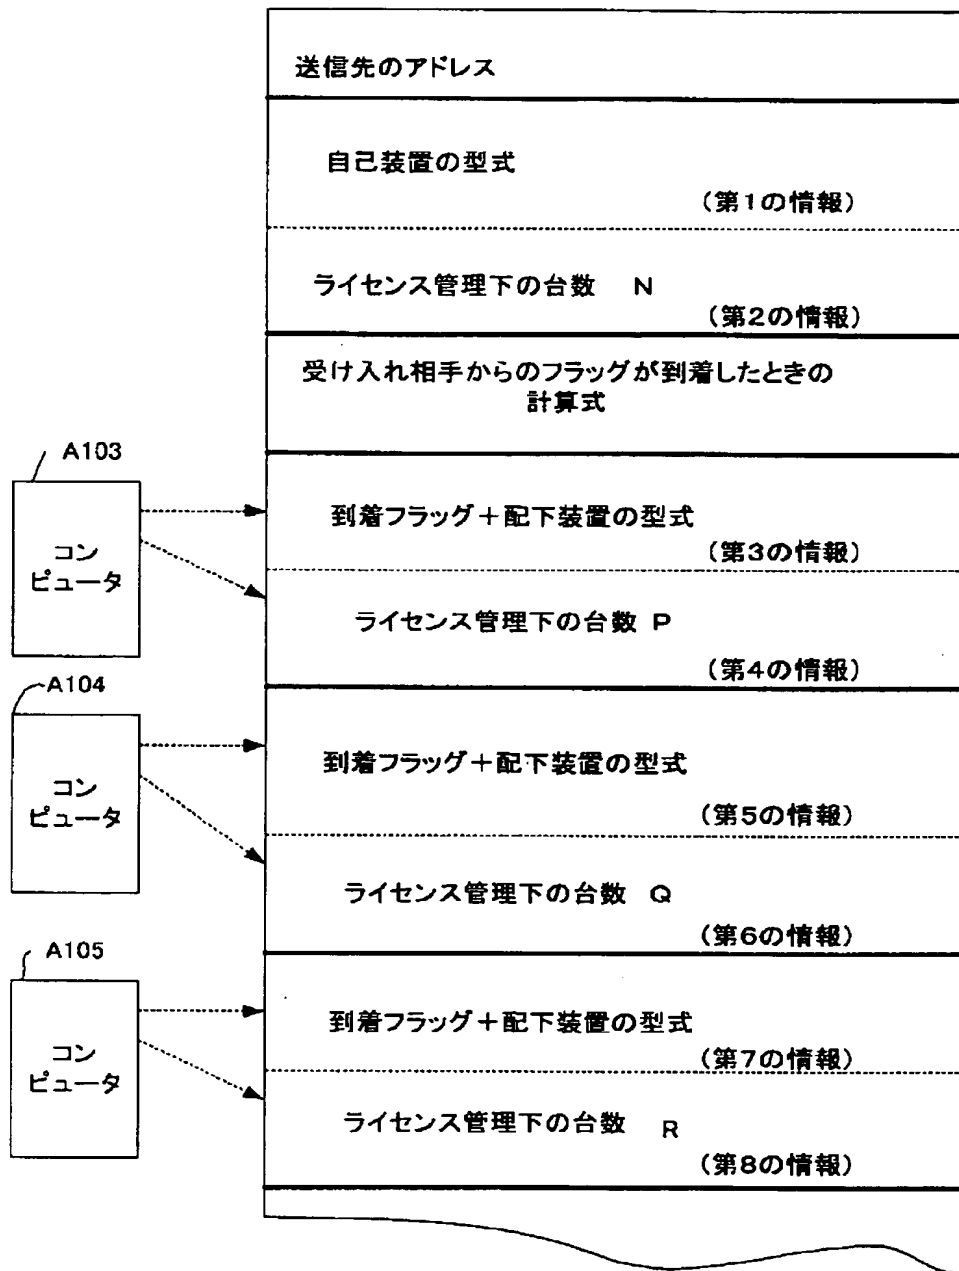 送信先のアドレス
自己装置の型式
(第1の情報)
ライセンス管理下の台数 N
(第2の情報)
受け入れ相手からのフラッグが到着したときの
計算式
A103
コン
ピュータ
到着フラッグ+配下装置の型式
(第3の情報)
ライセンス管理下の台数 P
(第4の情報)
A104
コン
ピュータ
到着フラッグ+配下装置の型式
(第5の情報)
ライセンス管理下の台数 Q
(第6の情報)
A105
コン
ピュータ
到着フラッグ+配下装置の型式
(第7の情報)
ライセンス管理下の台数 R
(第8の情報)